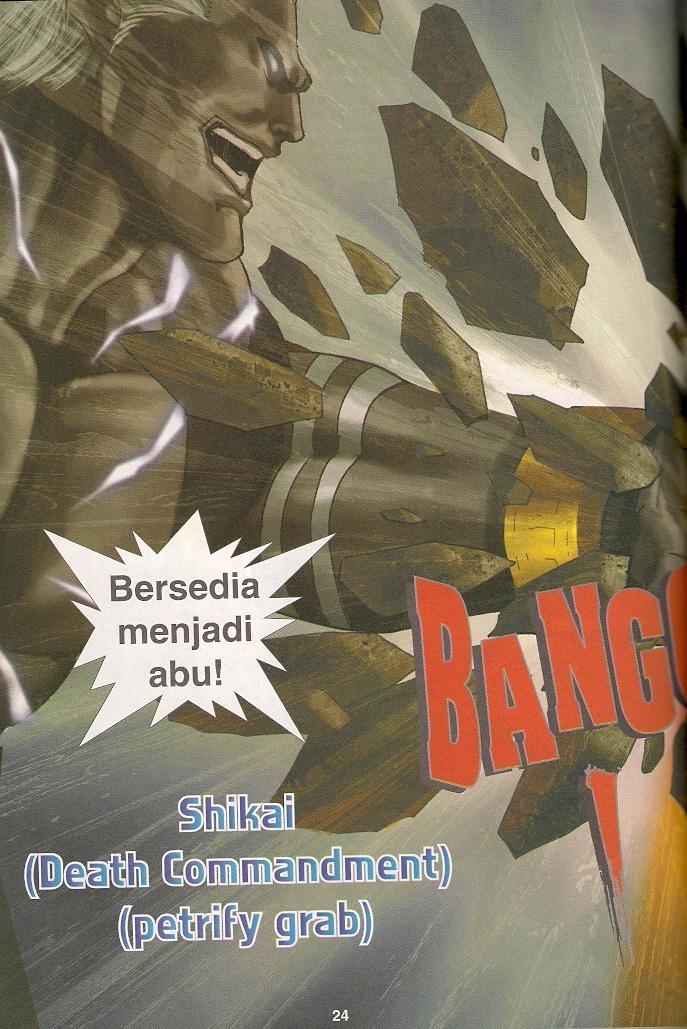 Bersedia
menjadi
abu!
BANG
Shikai
(Death Commandment)
(petrify grab)
24